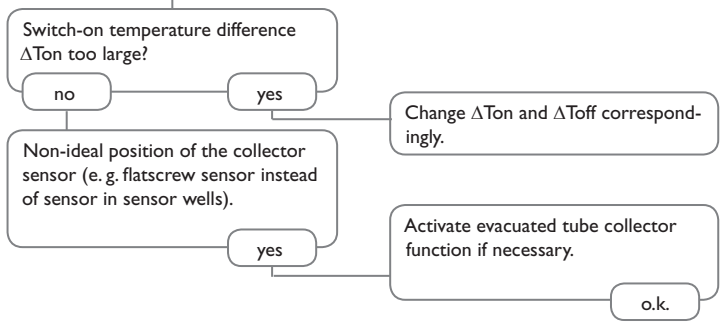 Switch-on temperature difference
ΔTon too large?
no
yes
Change ΔTon and ΔToff correspond-
ingly.
Non-ideal position of the collector
sensor (e. g. flatscrew sensor instead
of sensor in sensor wells).
yes
Activate evacuated tube collector
function if necessary.
o.k.